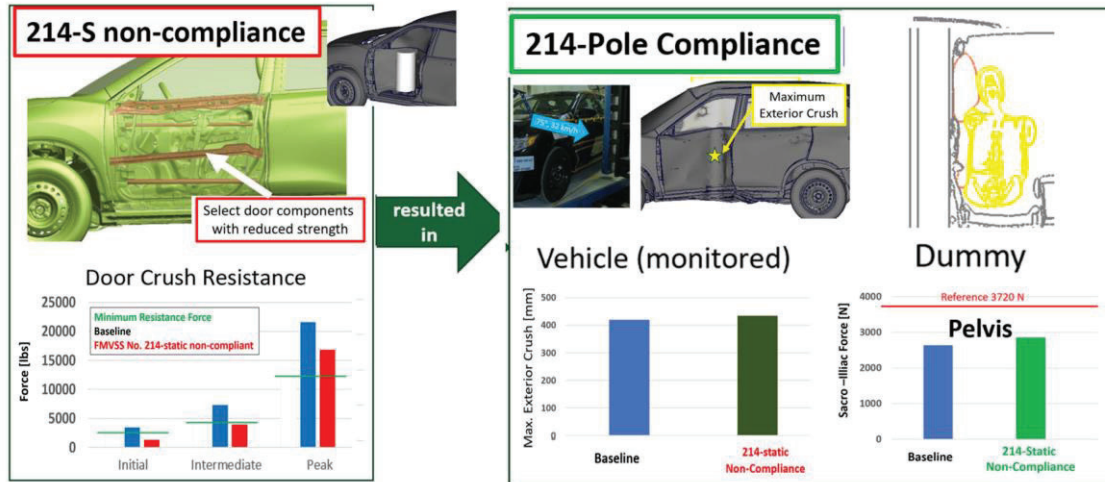 214-S non-compliance
Select door components
with reduced strength
Door Crush Resistance
Force [lbs]
25000
20000
15000
10000
5000
0
Minimum Resistance Force
Baseline
FMVSS No. 214-static non-compliant
Initial Intermediate Peak
resulted
in
214-Pole Compliance
75°, 32 km/h
Maximum
Exterior Crush
Vehicle (monitored)
Max. Exterior Crush [mm]
500
400
300
200
100
0
Baseline
214-static
Non-Compliance
Dummy
Sacro –Illiac Force [N]
4000
3000
2000
1000
0
Reference 3720 N
Pelvis
Baseline
214-Static
Non-Compliance